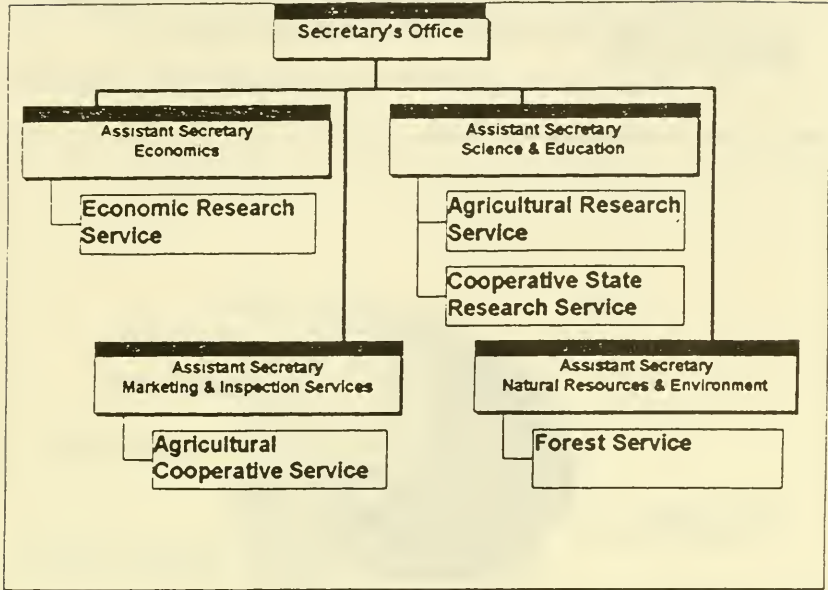 Secretary's Office
Assistant Secretary
Economics
Economic Research
Service
Assistant Secretary
Science & Education
Agricultural Research
Service
Cooperative State
Research Service
Assistant Secretary
Marketing & Inspection Services
Agricultural
Cooperative Service
Assistant Secretary
Natural Resources & Environment
Forest Service